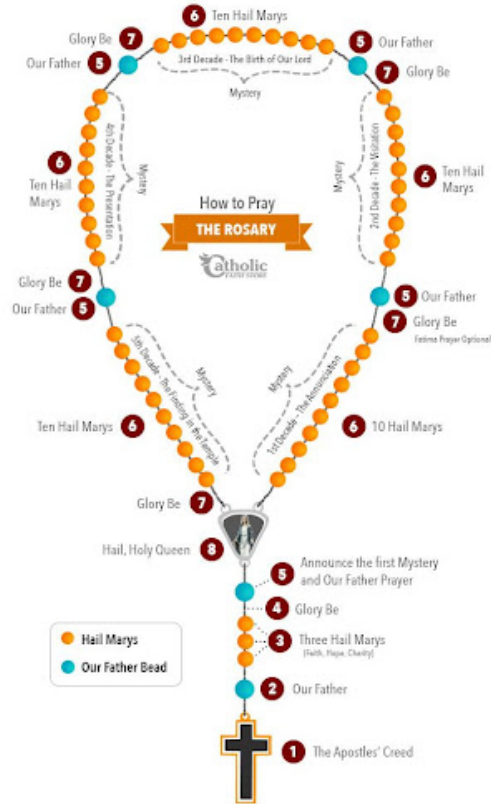 6 Ten Hail Marys
Glory Be 7
Our Father 5
5 Our Father
7 Glory Be
3rd Decade - The Birth of Our Lord
Mystery
6
Ten Hail
Marys
4th Decade - The Presentation
Mystery
Mystery
2nd Decade - The Visitation
6 Ten Hail
Marys
How to Pray
THE ROSARY
Catholic
Glory Be 7
Our Father 5
5 Our Father
7 Glory Be
Fatima Prayer Optional
Mystery
5th Decade - The Finding in the Temple
Mystery
1st Decade - The Annunciation
Ten Hail Marys 6
6 10 Hail Marys
Glory Be 7
Hail, Holy Queen 8
5 Announce the first Mystery
and Our Father Prayer
4 Glory Be
3 Three Hail Marys
(Faith, Hope, Charity)
Hail Marys
Our Father Bead
2 Our Father
1 The Apostles' Creed